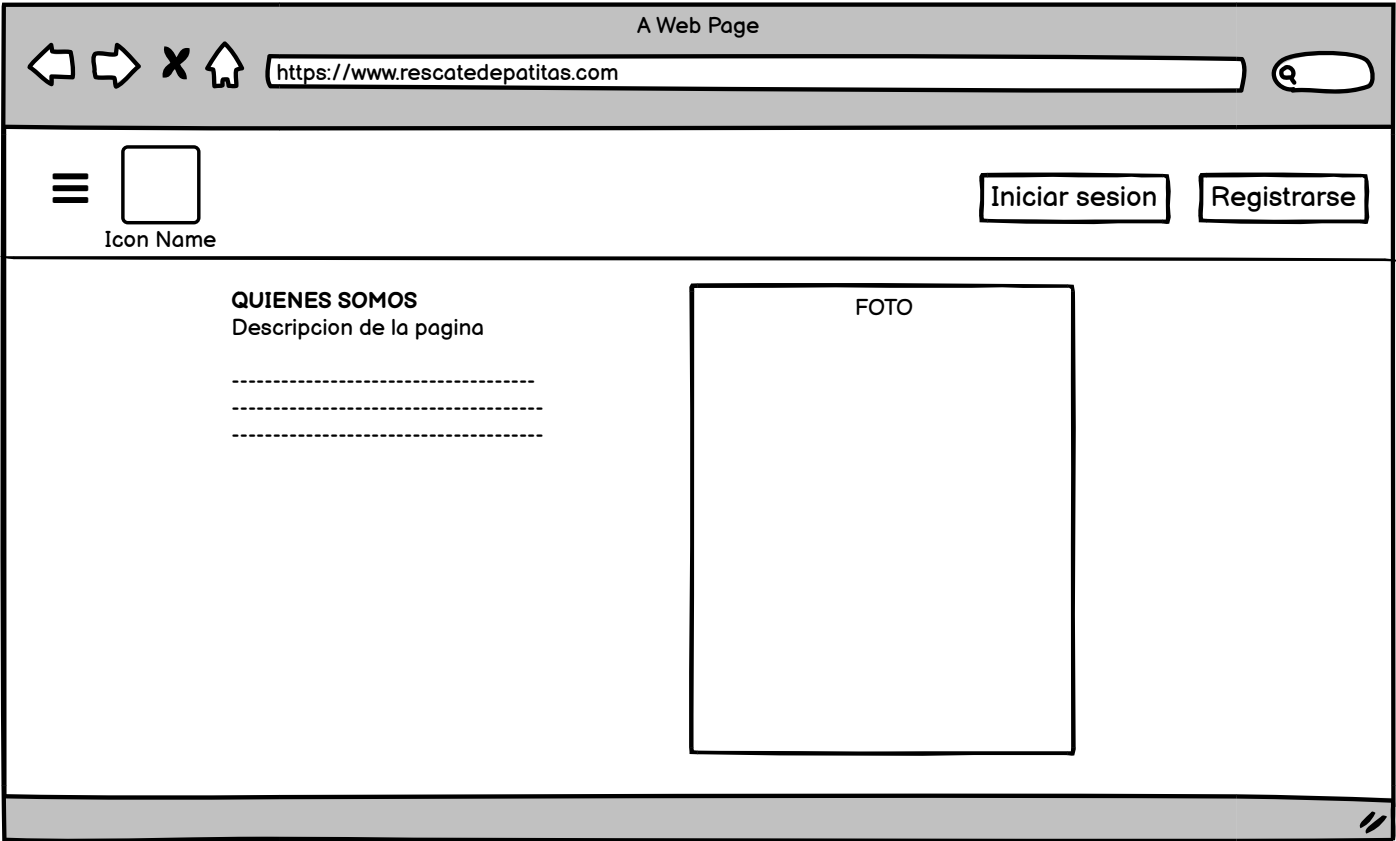 A Web Page
https://www.rescatedepatitas.com
Icon Name
Iniciar sesion
Registrarse
QUIENES SOMOS
Descripcion de la pagina
-------------------------------------
--------------------------------------
--------------------------------------
FOTO